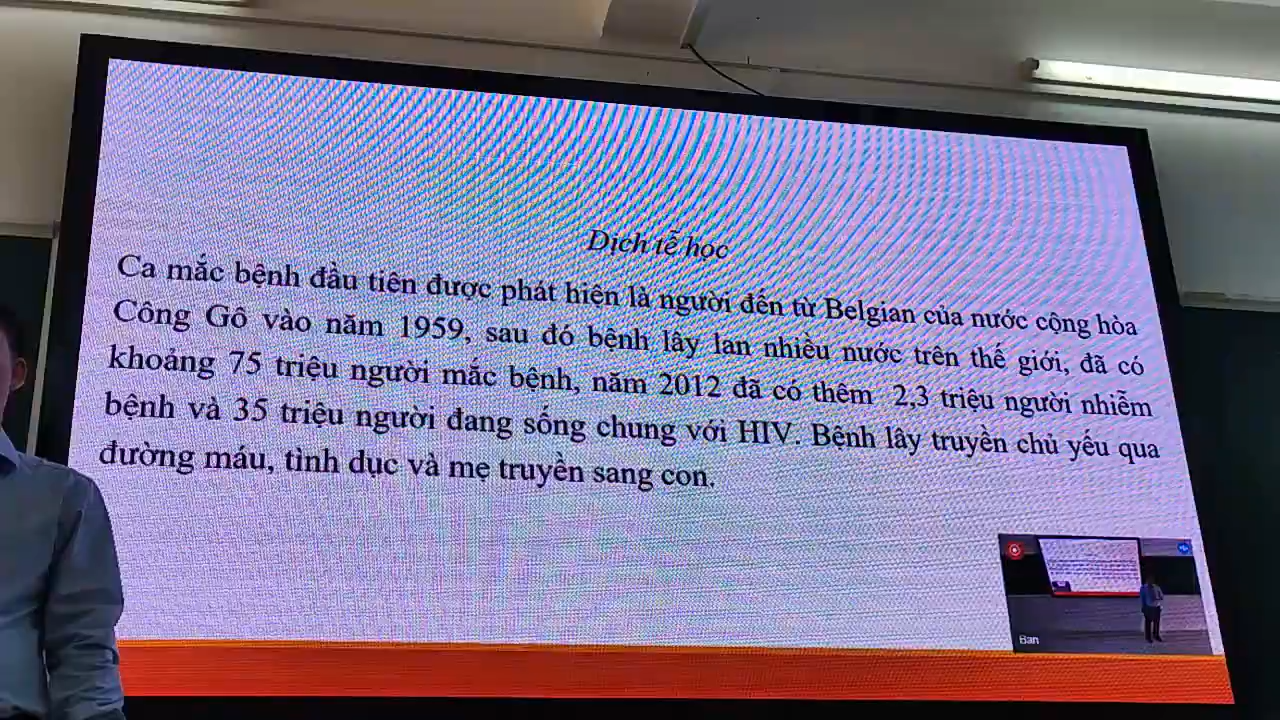 Dịch tễ học
Ca mắc bệnh đầu tiên được phát hiện là người đến từ Belgian của nước cộng hòa
Công Gô vào năm 1959, sau đó bệnh lây lan nhiều nước trên thế giới, đã có
khoảng 75 triệu người mắc bệnh, năm 2012 đã có thêm 2,3 triệu người nhiễm
bệnh và 35 triệu người đang sống chung với HIV. Bệnh lây truyền chủ yếu qua
đường máu, tình dục và mẹ truyền sang con.
Ban